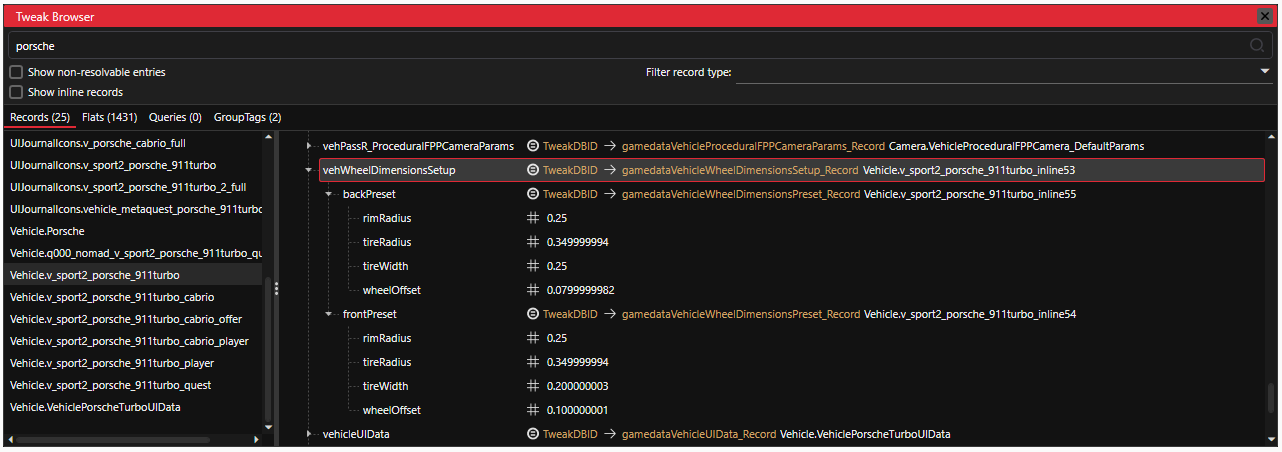 Tweak Browser
porsche
Show non-resolvable entries
Filter record type:
Show inline records
Records (25) Flats (1431) Queries (0) GroupTags (2)
UIJournalIcons.v_porsche_cabrio_full
UIJournalIcons.v_sport2_porsche_911turbo
UIJournalIcons.v_sport2_porsche_911turbo_2_full
UIJournalIcons.vehicle_metaquest_porsche_911turbo
Vehicle.Porsche
Vehicle.q000_nomad_v_sport2_porsche_911turbo_qu
Vehicle.v_sport2_porsche_911turbo
Vehicle.v_sport2_porsche_911turbo_cabrio
Vehicle.v_sport2_porsche_911turbo_cabrio_offer
Vehicle.v_sport2_porsche_911turbo_cabrio_player
Vehicle.v_sport2_porsche_911turbo_player
Vehicle.v_sport2_porsche_911turbo_quest
Vehicle.VehiclePorscheTurboUIData
vehPassR_ProceduralFPPCameraParams TweakDBID → gamedataVehicleProceduralFPPCameraParams_Record Camera.VehicleProceduralFPPCamera_DefaultParams
vehWheelDimensionsSetup TweakDBID → gamedataVehicleWheelDimensionsSetup_Record Vehicle.v_sport2_porsche_911turbo_inline53
backPreset TweakDBID → gamedataVehicleWheelDimensionsPreset_Record Vehicle.v_sport2_porsche_911turbo_inline55
rimRadius # 0.25
tireRadius # 0.349999994
tireWidth # 0.25
wheelOffset # 0.0799999982
frontPreset TweakDBID → gamedataVehicleWheelDimensionsPreset_Record Vehicle.v_sport2_porsche_911turbo_inline54
rimRadius # 0.25
tireRadius # 0.349999994
tireWidth # 0.200000003
wheelOffset # 0.100000001
vehicleUIData TweakDBID → gamedataVehicleUIData_Record Vehicle.VehiclePorscheTurboUIData